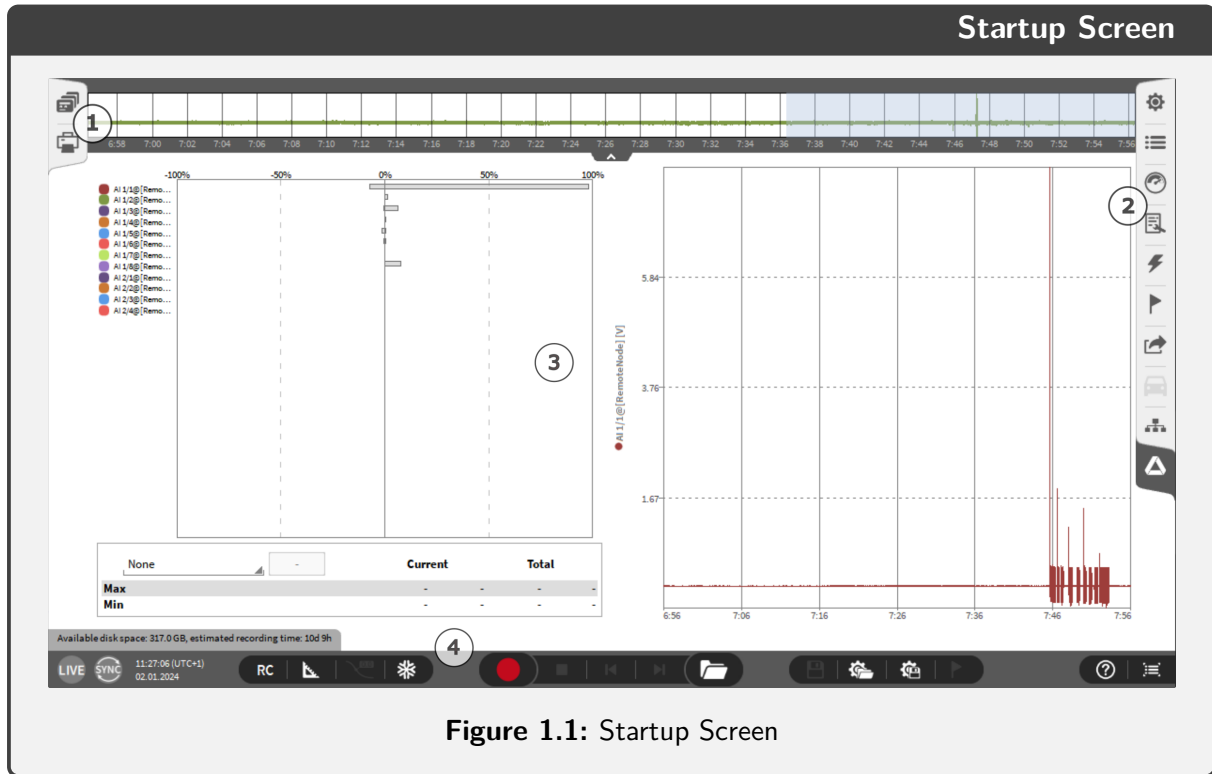 Startup Screen
1
6:58 7:00 7:02 7:04 7:06 7:08 7:10 7:12 7:14 7:16 7:18 7:20 7:22 7:24 7:26 7:28 7:30 7:32 7:34 7:36 7:38 7:40 7:42 7:44 7:46 7:48 7:50 7:52 7:54 7:56
2
-100% -50% 0% 50% 100%
AI 1/1@[Remo...
AI 1/2@[Remo...
AI 1/3@[Remo...
AI 1/4@[Remo...
AI 1/5@[Remo...
AI 1/6@[Remo...
AI 1/7@[Remo...
AI 1/8@[Remo...
AI 2/1@[Remo...
AI 2/2@[Remo...
AI 2/3@[Remo...
AI 2/4@[Remo...
3
AI 1/1@[RemoteNode] [V]
5.84
3.76
1.67
6:56 7:06 7:16 7:26 7:36 7:46 7:56
None - Current Total
Max - - -
Min - - -
Available disk space: 317.0 GB, estimated recording time: 10d 9h
4
LIVE SYNC 11:27:06 (UTC+1)
02.01.2024
RC
?
Figure 1.1: Startup Screen